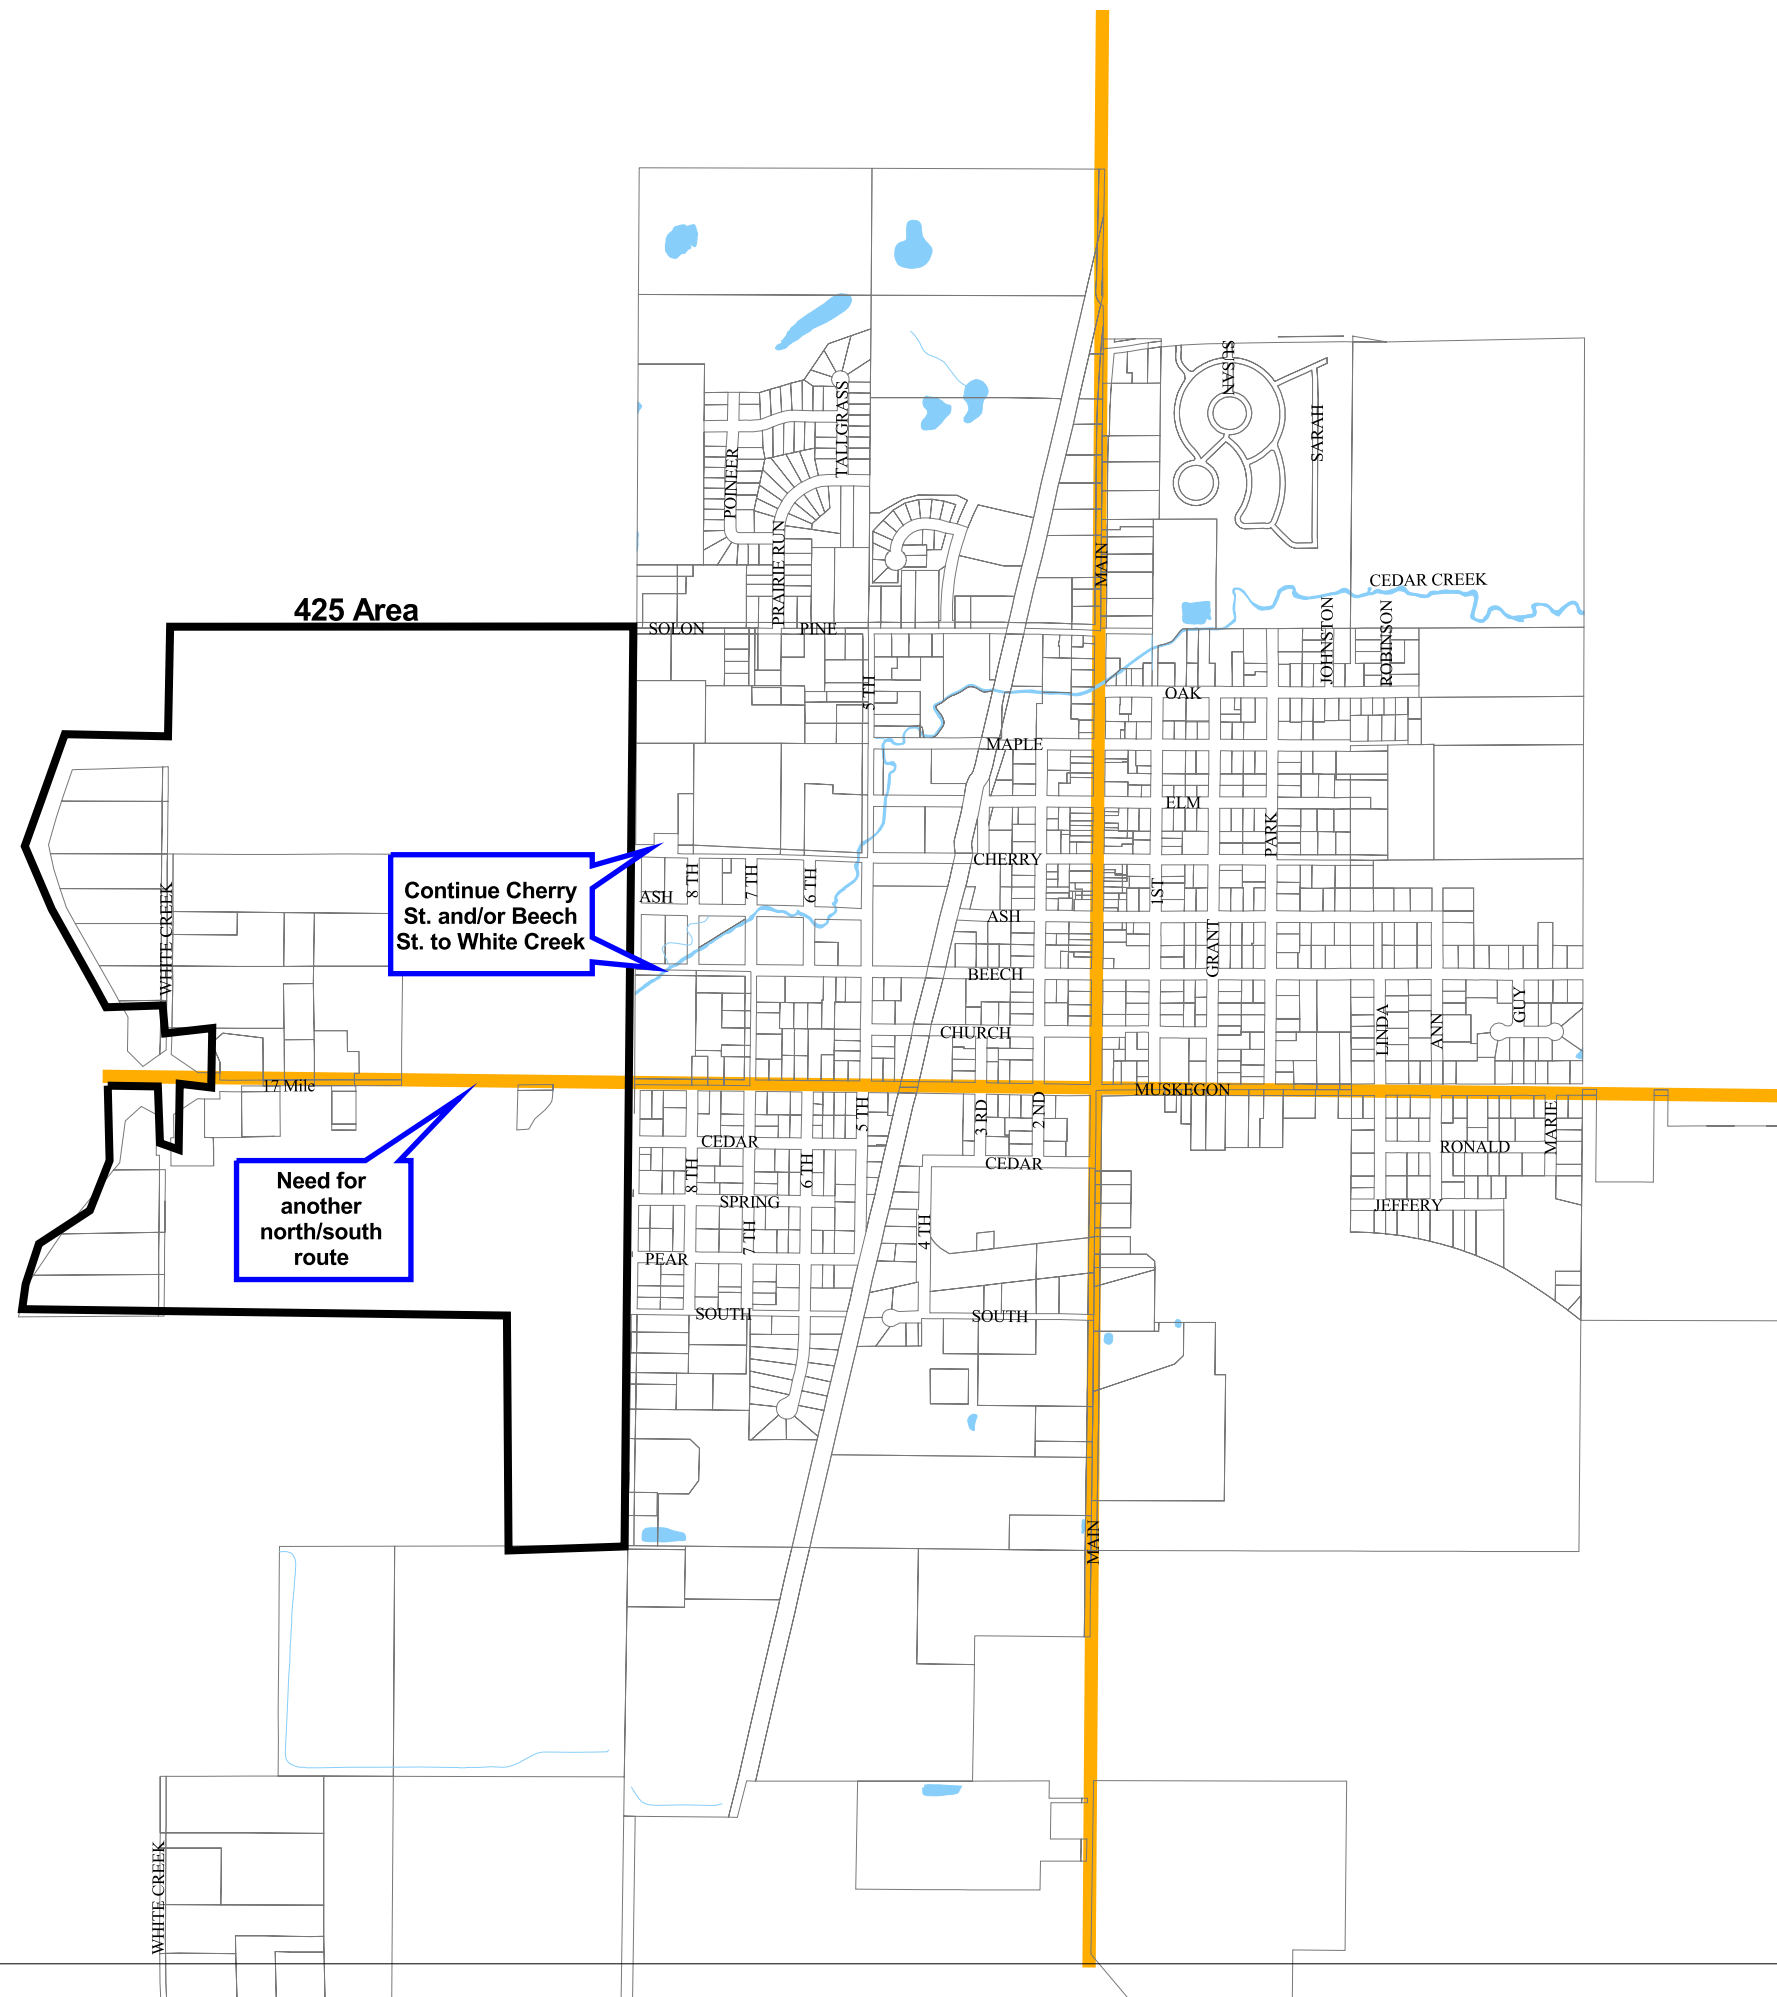 SUSAN
TALLGRASS
SARAH
POINEER
PRAIRIE RUN
MAIN
CEDAR CREEK
425 Area
SOLON
PINE
JOHNSTON
ROBINSON
5 TH
OAK
MAPLE
ELM
PARK
CHERRY
Continue Cherry
St. and/or Beech
St. to White Creek
ASH
8 TH
7 TH
6 TH
1ST
ASH
WHITE CREEK
GRANT
BEECH
CHURCH
LINDA
ANN
GUY
17 Mile
MUSKEGON
5 TH
3 RD
2 ND
MARIE
CEDAR
RONALD
CEDAR
8 TH
6 TH
Need for
another
north/south
route
SPRING
JEFFERY
7 TH
4 TH
PEAR
SOUTH
SOUTH
MAIN
WHITE CREEK